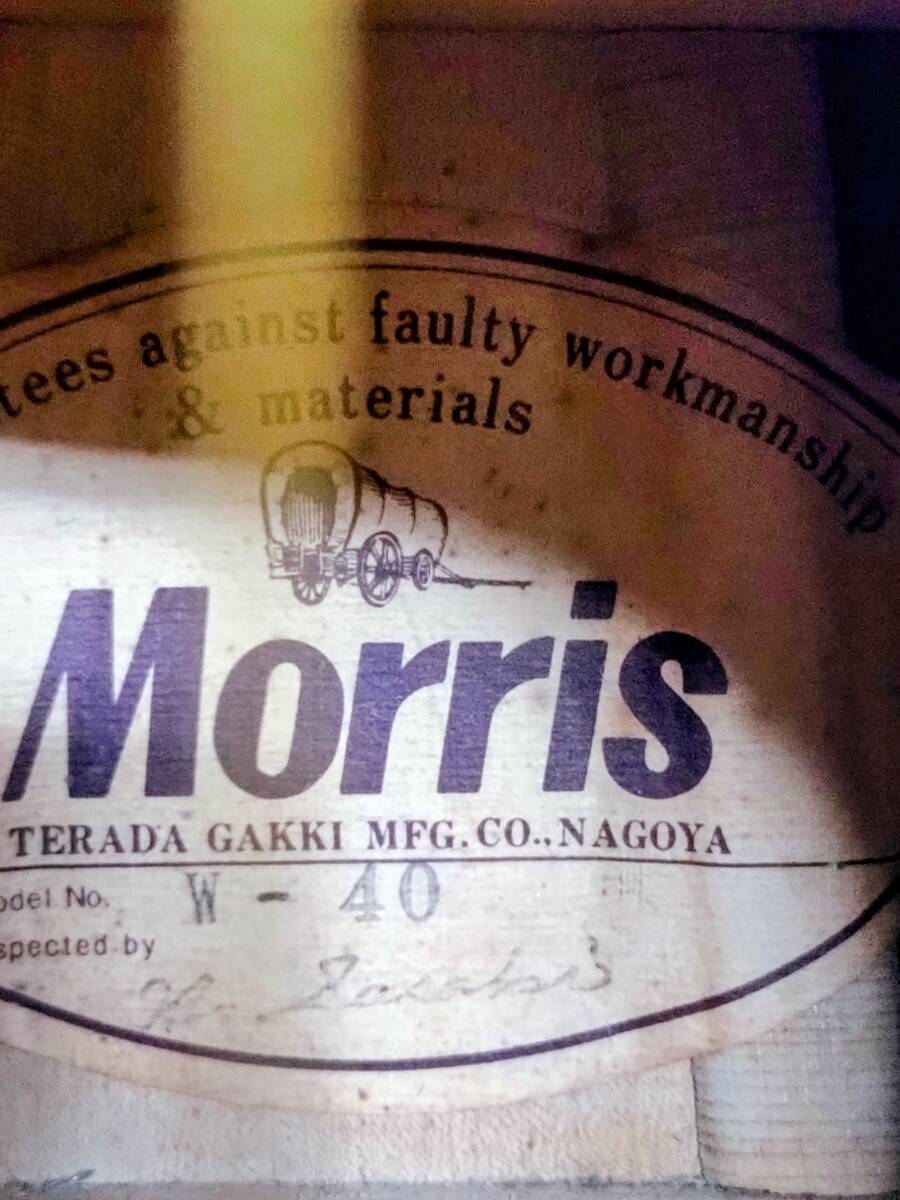 tees against faulty workmanship
& materials
Morris
TERADA GAKKI MFG.CO.,NAGOYA
odel No. W - 40
spected by